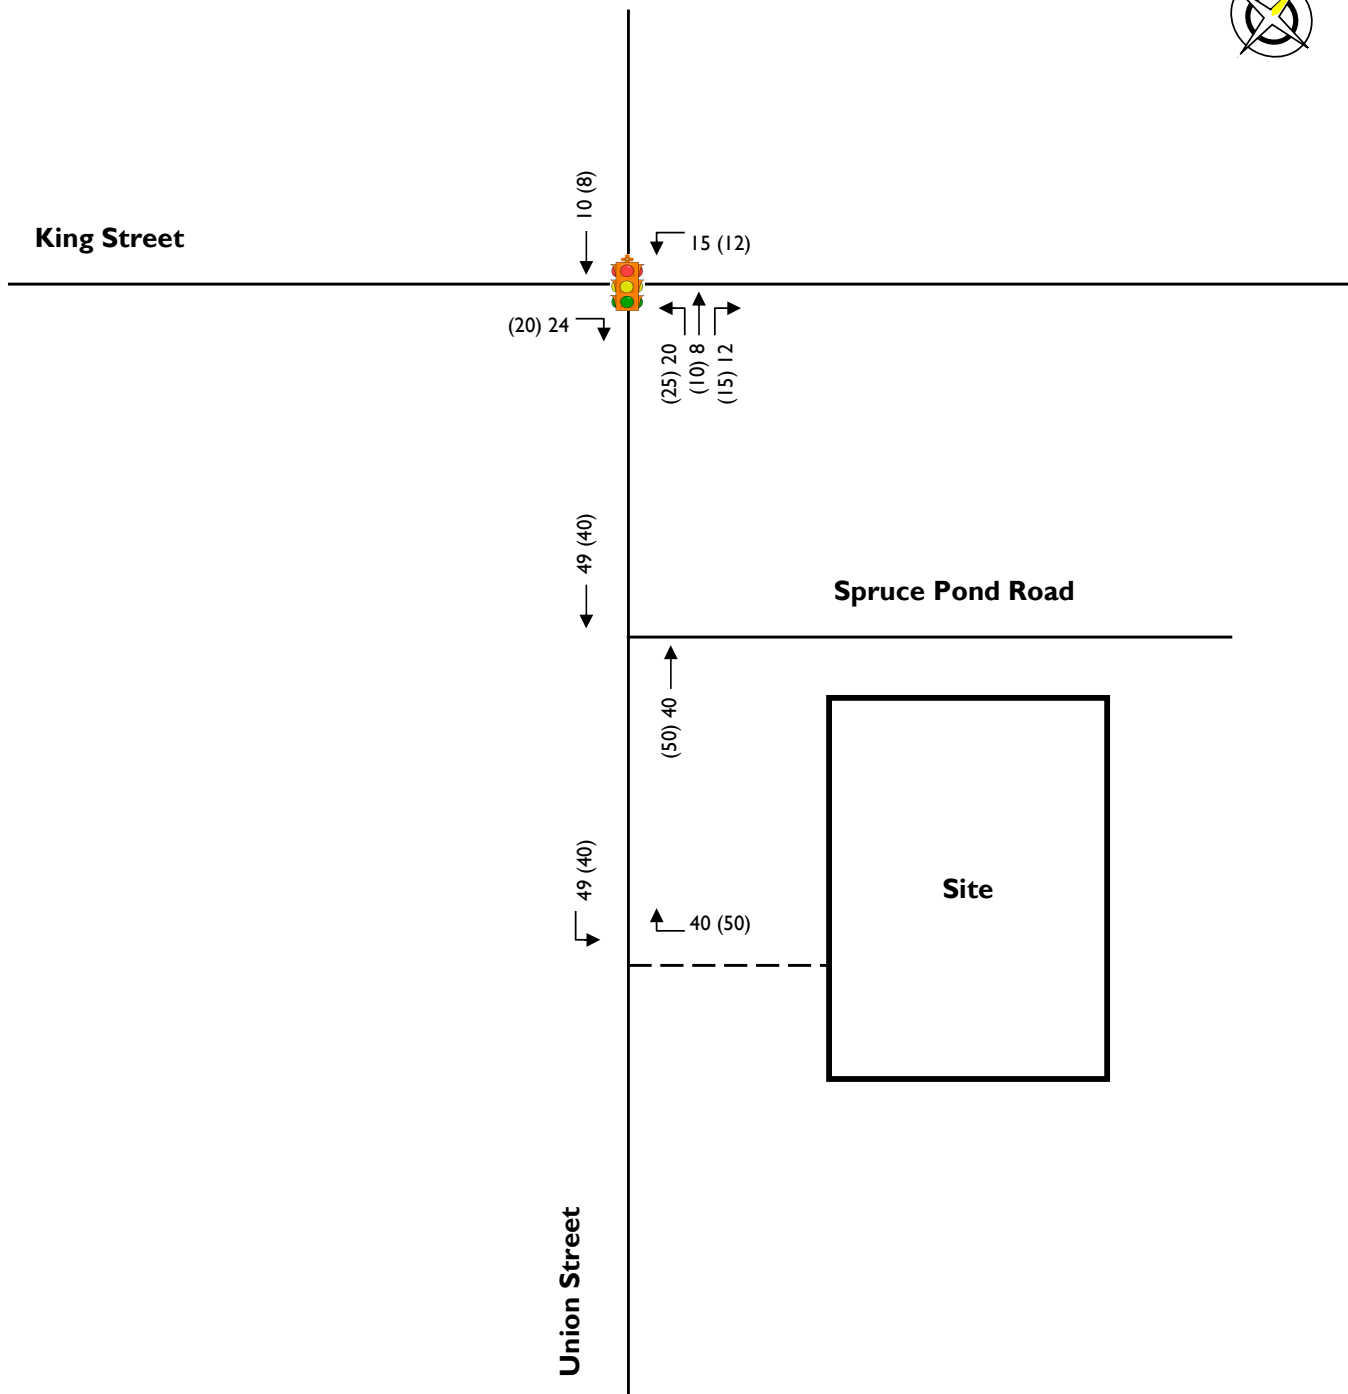 10 (8)
King Street
15 (12)
(20) 24
(25) 20
(10) 8
(15) 12
49 (40)
Spruce Pond Road
(50) 40
49 (40)
Site
40 (50)
Union Street